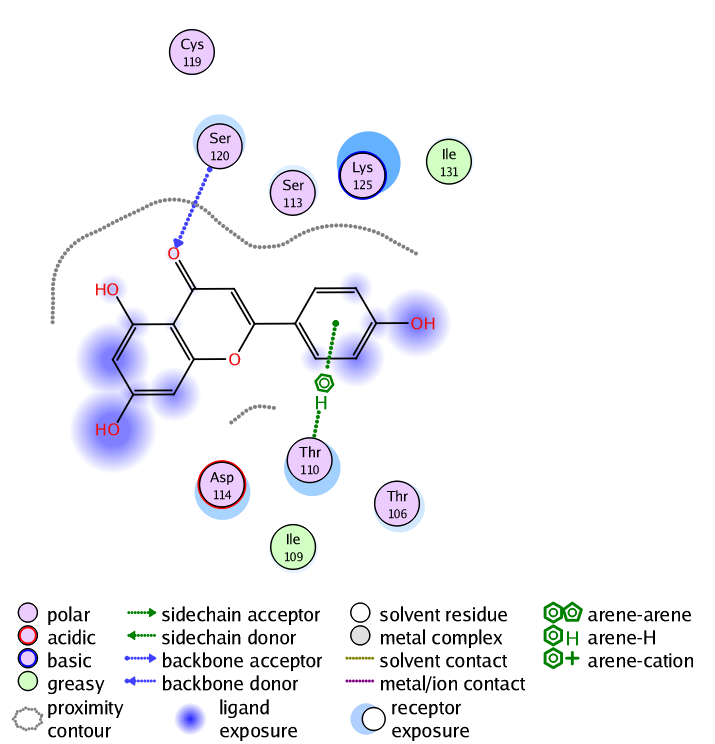 Cys
119
Ser
120
Ser
113
Lys
125
Ile
131
O
HO
OH
O
HO
H
Thr
110
Asp
114
Thr
106
Ile
109
polar sidechain acceptor solvent residue arene-arene
acidic sidechain donor metal complex H arene-H
basic backbone acceptor solvent contact + arene-cation
greasy backbone donor metal/ion contact
proximity ligand receptor
contour exposure exposure